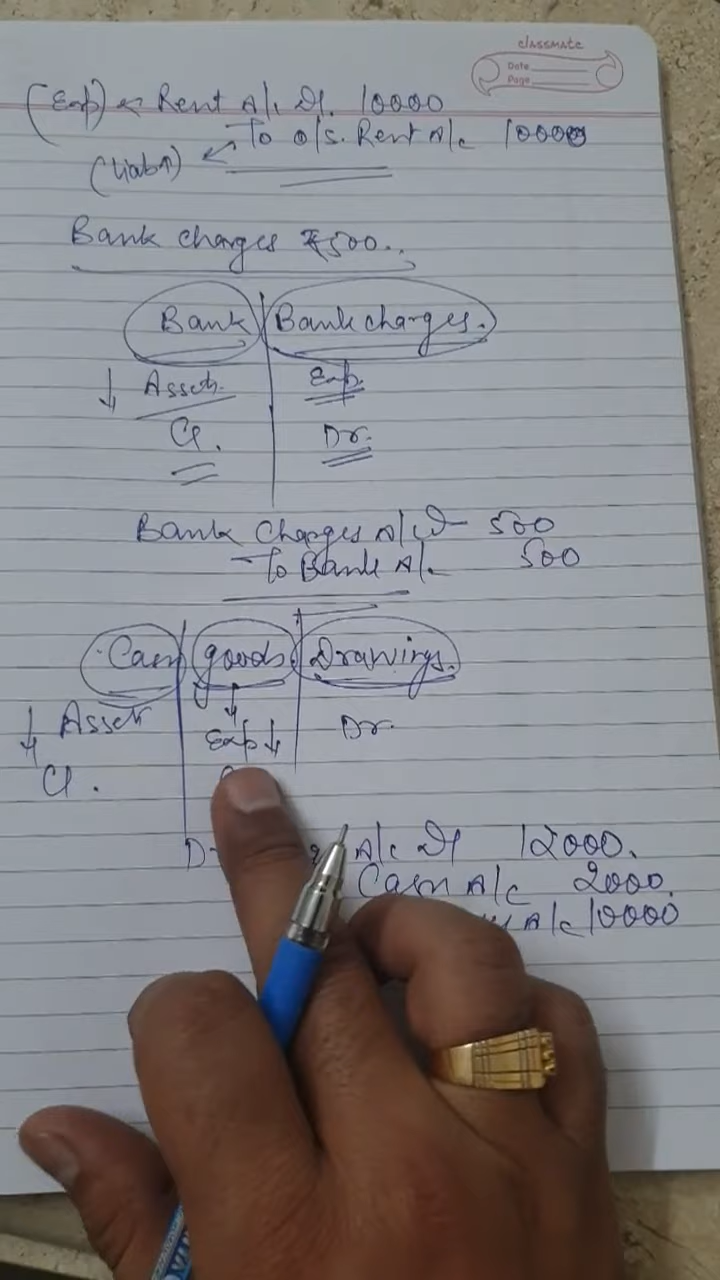 classmate
Date
Page
(Exp) ← Rent A/c Dr. 10000
To O/S. Rent A/c 10000
(Liab↑)
Bank charges ₹500..
Bank Bank charges.
↓ Asset. Exp.
Cr. Dr.
Bank Charges A/c Dr 500
To Bank A/c 500
Cash goods Drawings.
↓ Asset Exp ↓ Dr.
Cr.
A/c Dr 12000.
Cash A/c 2000.
A/c 10000